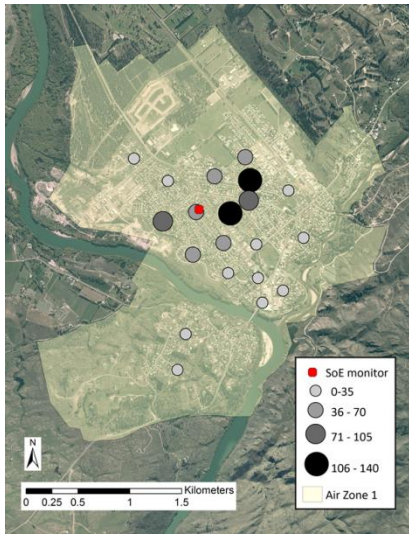 SoE monitor
0-35
36 - 70
71 - 105
106 - 140
Air Zone 1
N
Kilometers
0 0.25 0.5 1 1.5